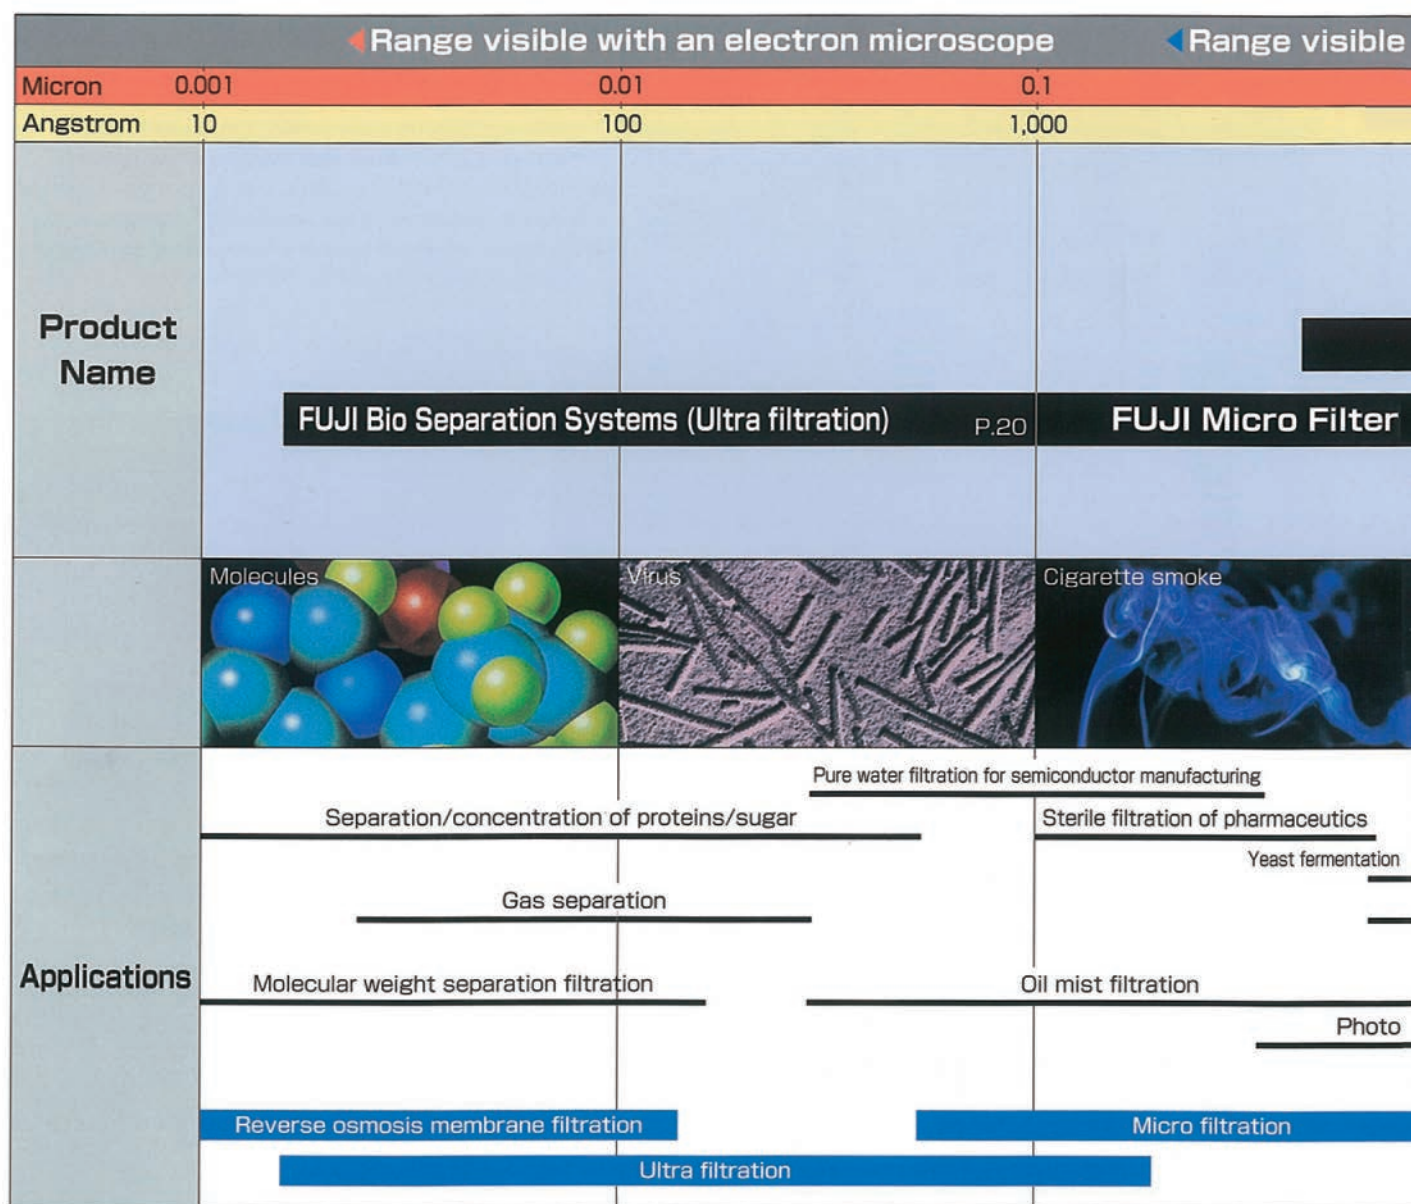 Range visible with an electron microscope
Range visible
Micron 0.001 0.01 0.1
Angstrom 10 100 1,000
Product
Name
FUJI Bio Separation Systems (Ultra filtration) P.20
FUJI Micro Filter
Molecules
Virus
Cigarette smoke
Applications
Pure water filtration for semiconductor manufacturing
Separation/concentration of proteins/sugar
Sterile filtration of pharmaceutics
Yeast fermentation
Gas separation
Molecular weight separation filtration
Oil mist filtration
Photo
Reverse osmosis membrane filtration
Micro filtration
Ultra filtration